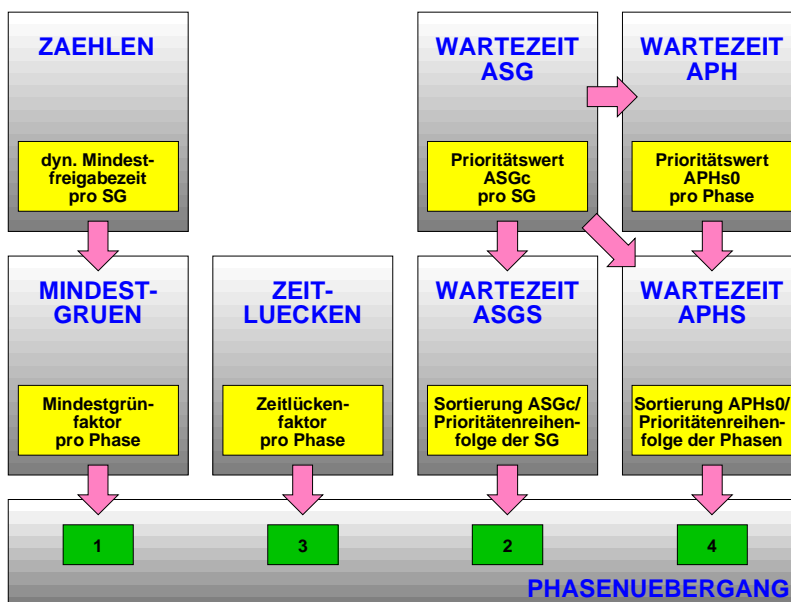 ZAEHLEN
dyn. Mindest-
freigabezeit
pro SG
WARTEZEIT
ASG
Prioritätswert
ASGc
pro SG
WARTEZEIT
APH
Prioritätswert
APHs0
pro Phase
MINDEST-
GRUEN
Mindestgrün-
faktor
pro Phase
ZEIT-
LUECKEN
Zeitlücken-
faktor
pro Phase
WARTEZEIT
ASGS
Sortierung ASGc/
Prioritätenreihen-
folge der SG
WARTEZEIT
APHS
Sortierung APHs0/
Prioritätenreihen-
folge der Phasen
1
3
2
4
PHASENUEBERGANG